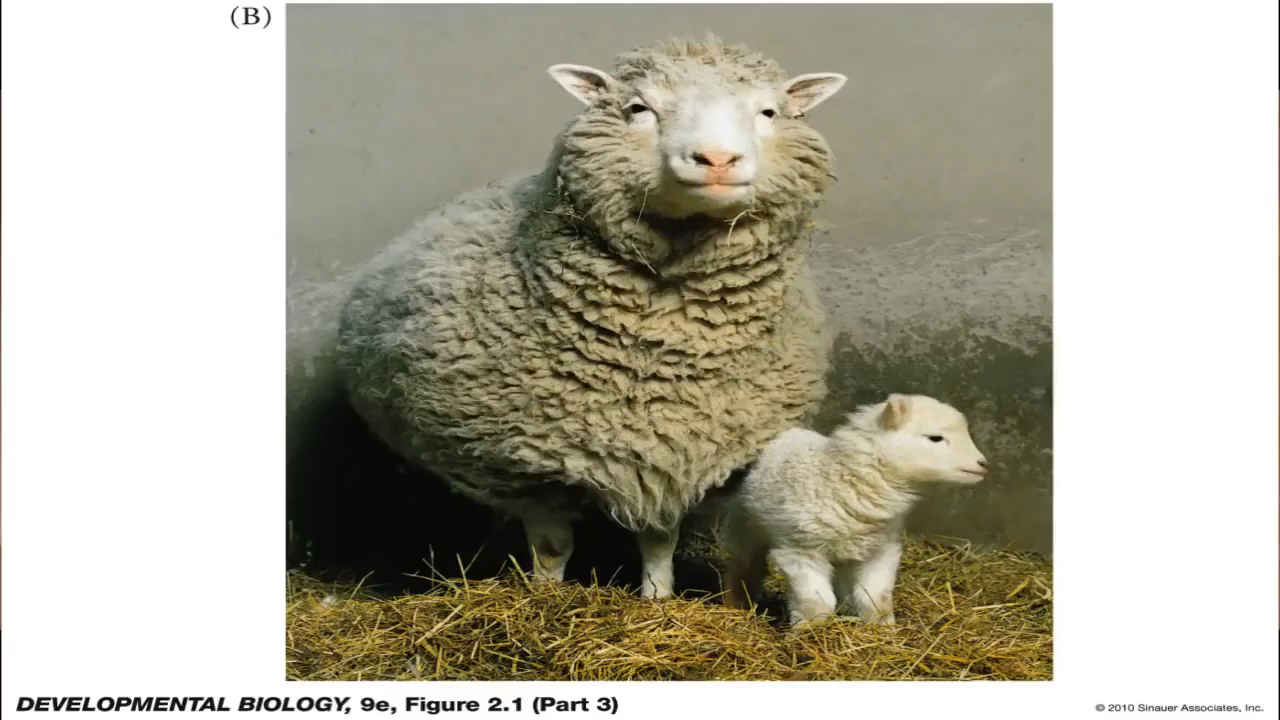 (B)
DEVELOPMENTAL BIOLOGY, 9e, Figure 2.1 (Part 3)
© 2010 Sinauer Associates, Inc.